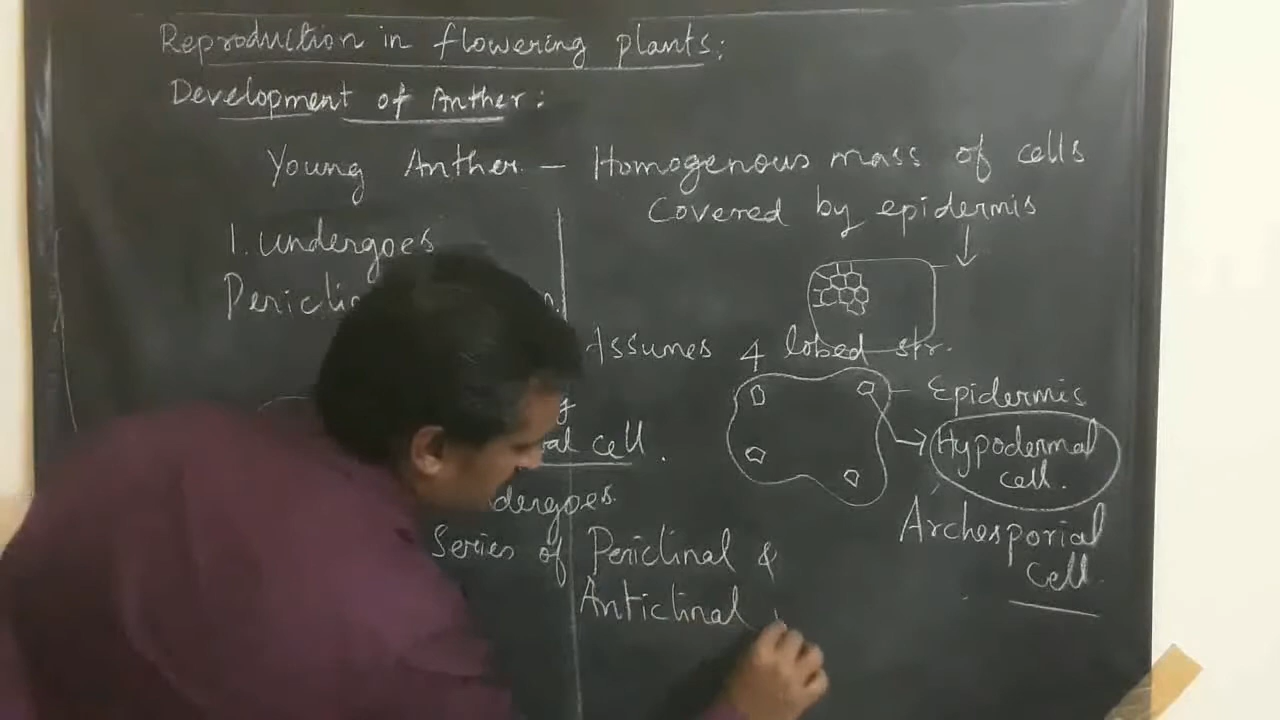 Reproduction in flowering plants:
Development of Anther:
Young Anther - Homogenous mass of cells
Covered by epidermis
1. undergoes
Assumes 4 lobed str.
Epidermis
Hypodermal
cell.
Archesporial
cell
cell.
Series of Periclinal &
Anticlinal